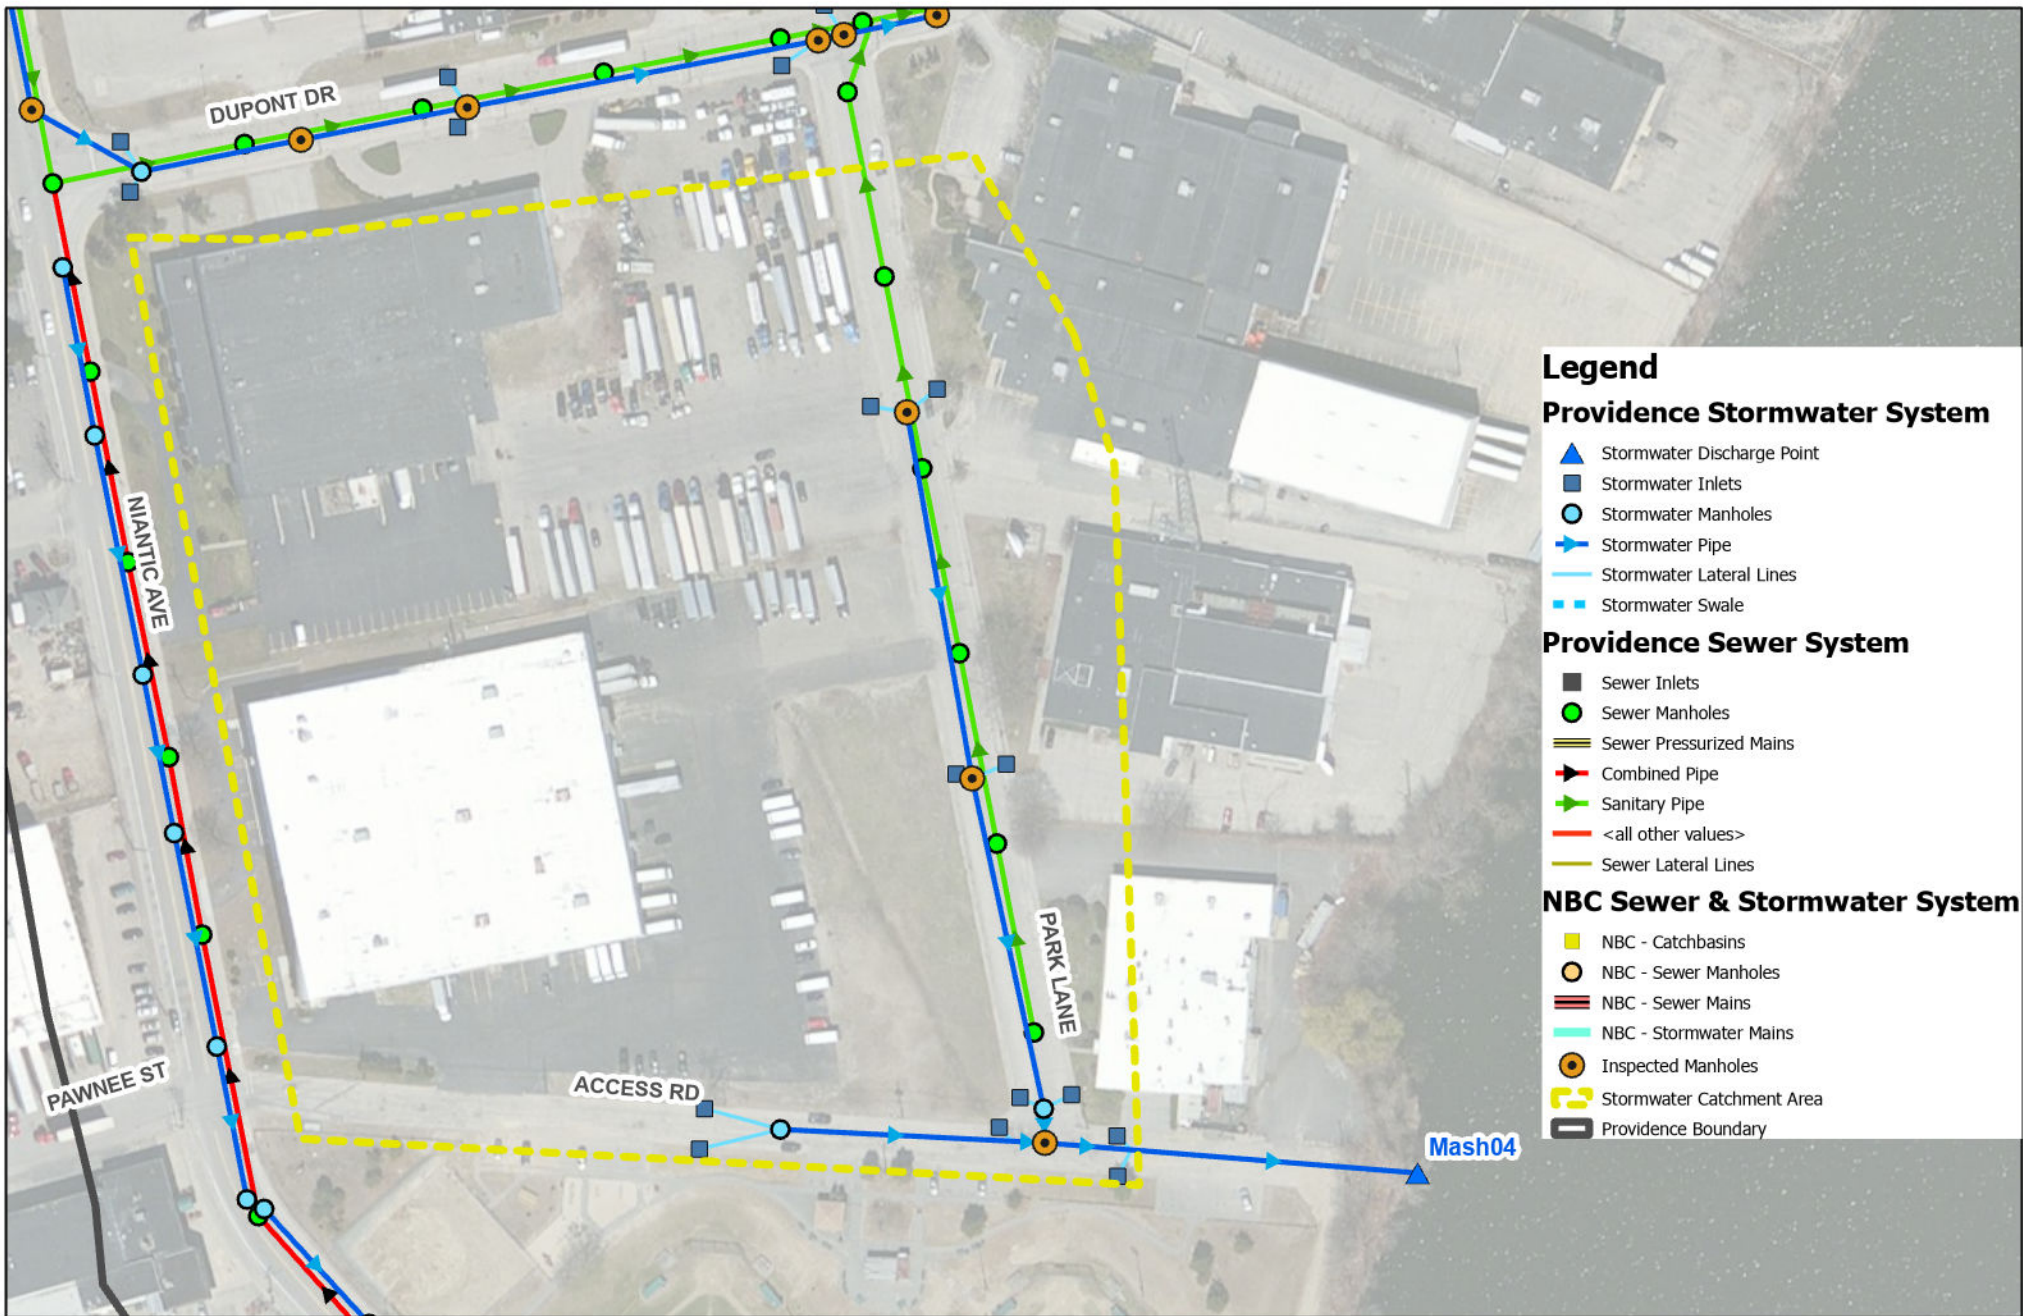 DUPONT DR
NIANTIC AVE
PARK LANE
ACCESS RD
PAWNEE ST
Mash04
Legend
Providence Stormwater System
Stormwater Discharge Point
Stormwater Inlets
Stormwater Manholes
Stormwater Pipe
Stormwater Lateral Lines
Stormwater Swale
Providence Sewer System
Sewer Inlets
Sewer Manholes
Sewer Pressurized Mains
Combined Pipe
Sanitary Pipe
<all other values>
Sewer Lateral Lines
NBC Sewer & Stormwater System
NBC - Catchbasins
NBC - Sewer Manholes
NBC - Sewer Mains
NBC - Stormwater Mains
Inspected Manholes
Stormwater Catchment Area
Providence Boundary